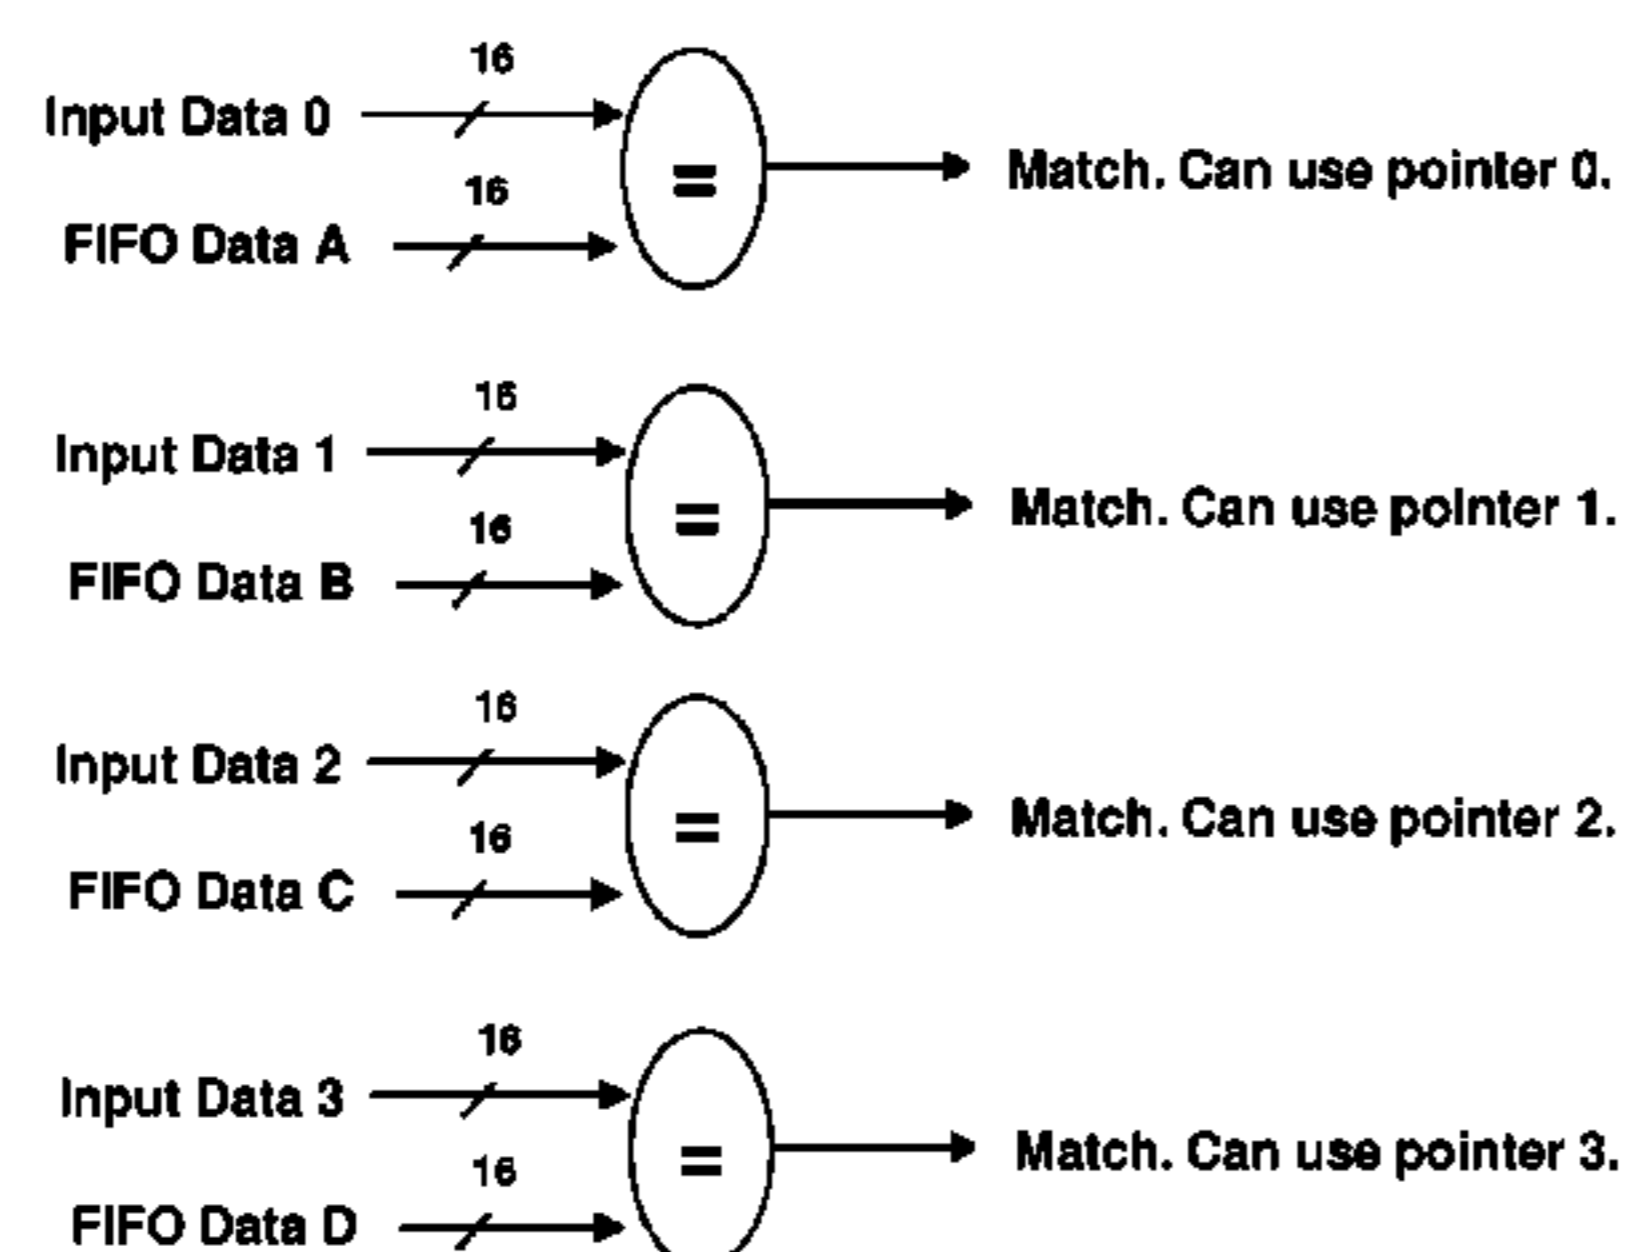 16
Input Data 0
16
FIFO Data A
=
Match. Can use pointer 0.
16
Input Data 1
16
FIFO Data B
=
Match. Can use pointer 1.
16
Input Data 2
16
FIFO Data C
=
Match. Can use pointer 2.
16
Input Data 3
16
FIFO Data D
=
Match. Can use pointer 3.